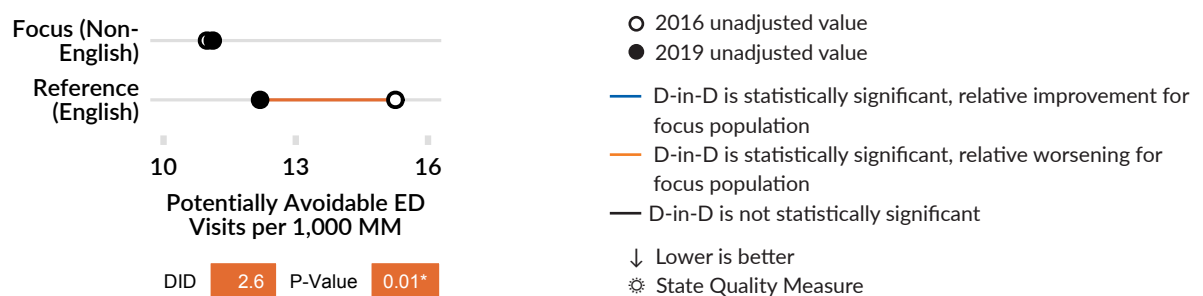 Focus (Non-
English)
Reference
(English)
10 13 16
Potentially Avoidable ED
Visits per 1,000 MM
DID 2.6 P-Value 0.01*
2016 unadjusted value
2019 unadjusted value
D-in-D is statistically significant, relative improvement for
focus population
D-in-D is statistically significant, relative worsening for
focus population
D-in-D is not statistically significant
↓ Lower is better
State Quality Measure